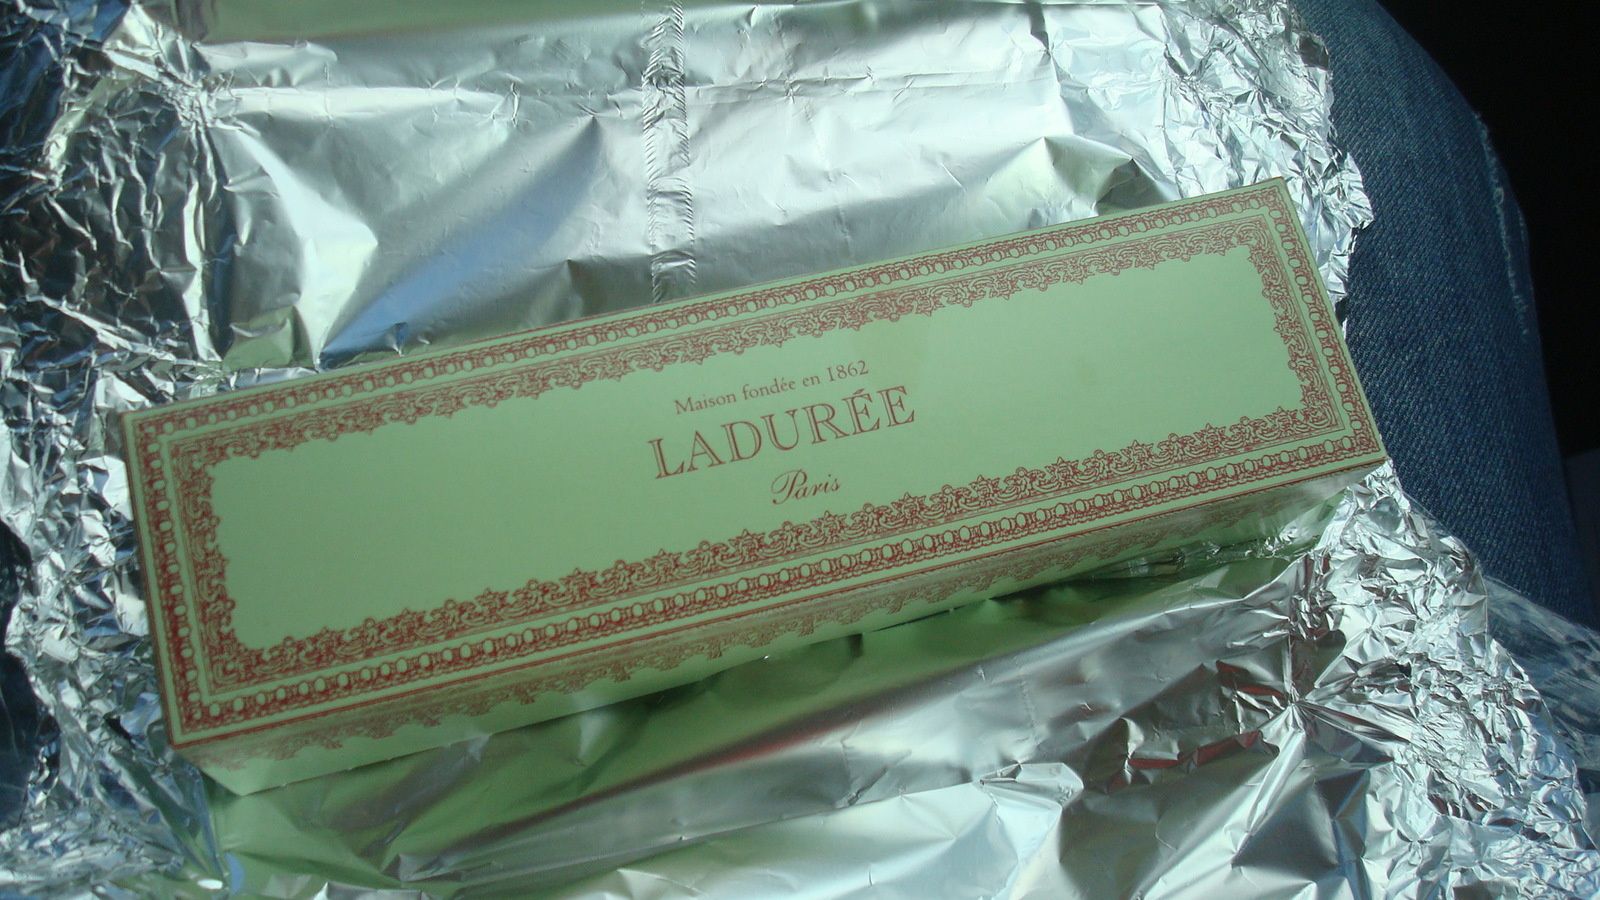 Maison fondée en 1862
LADURÉE
Paris